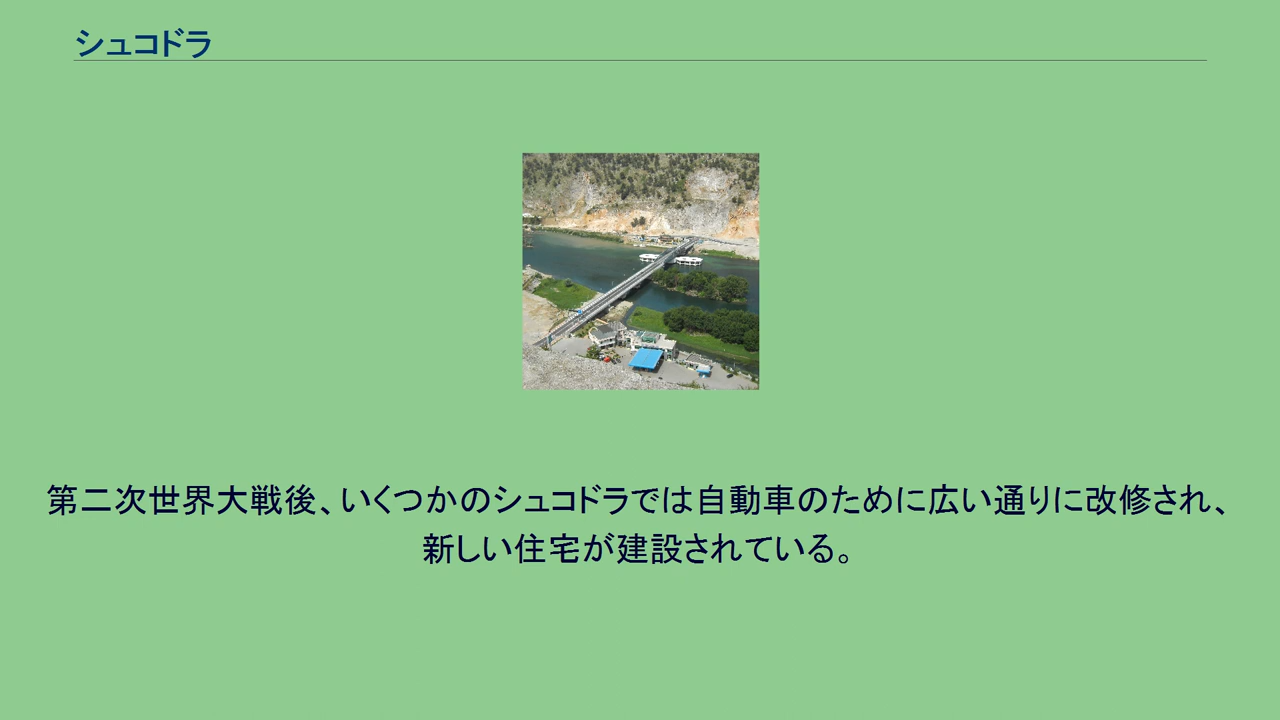 シュコドラ
第二次世界大戦後、いくつかのシュコドラでは自動車のために広い通りに改修され、
新しい住宅が建設されている。